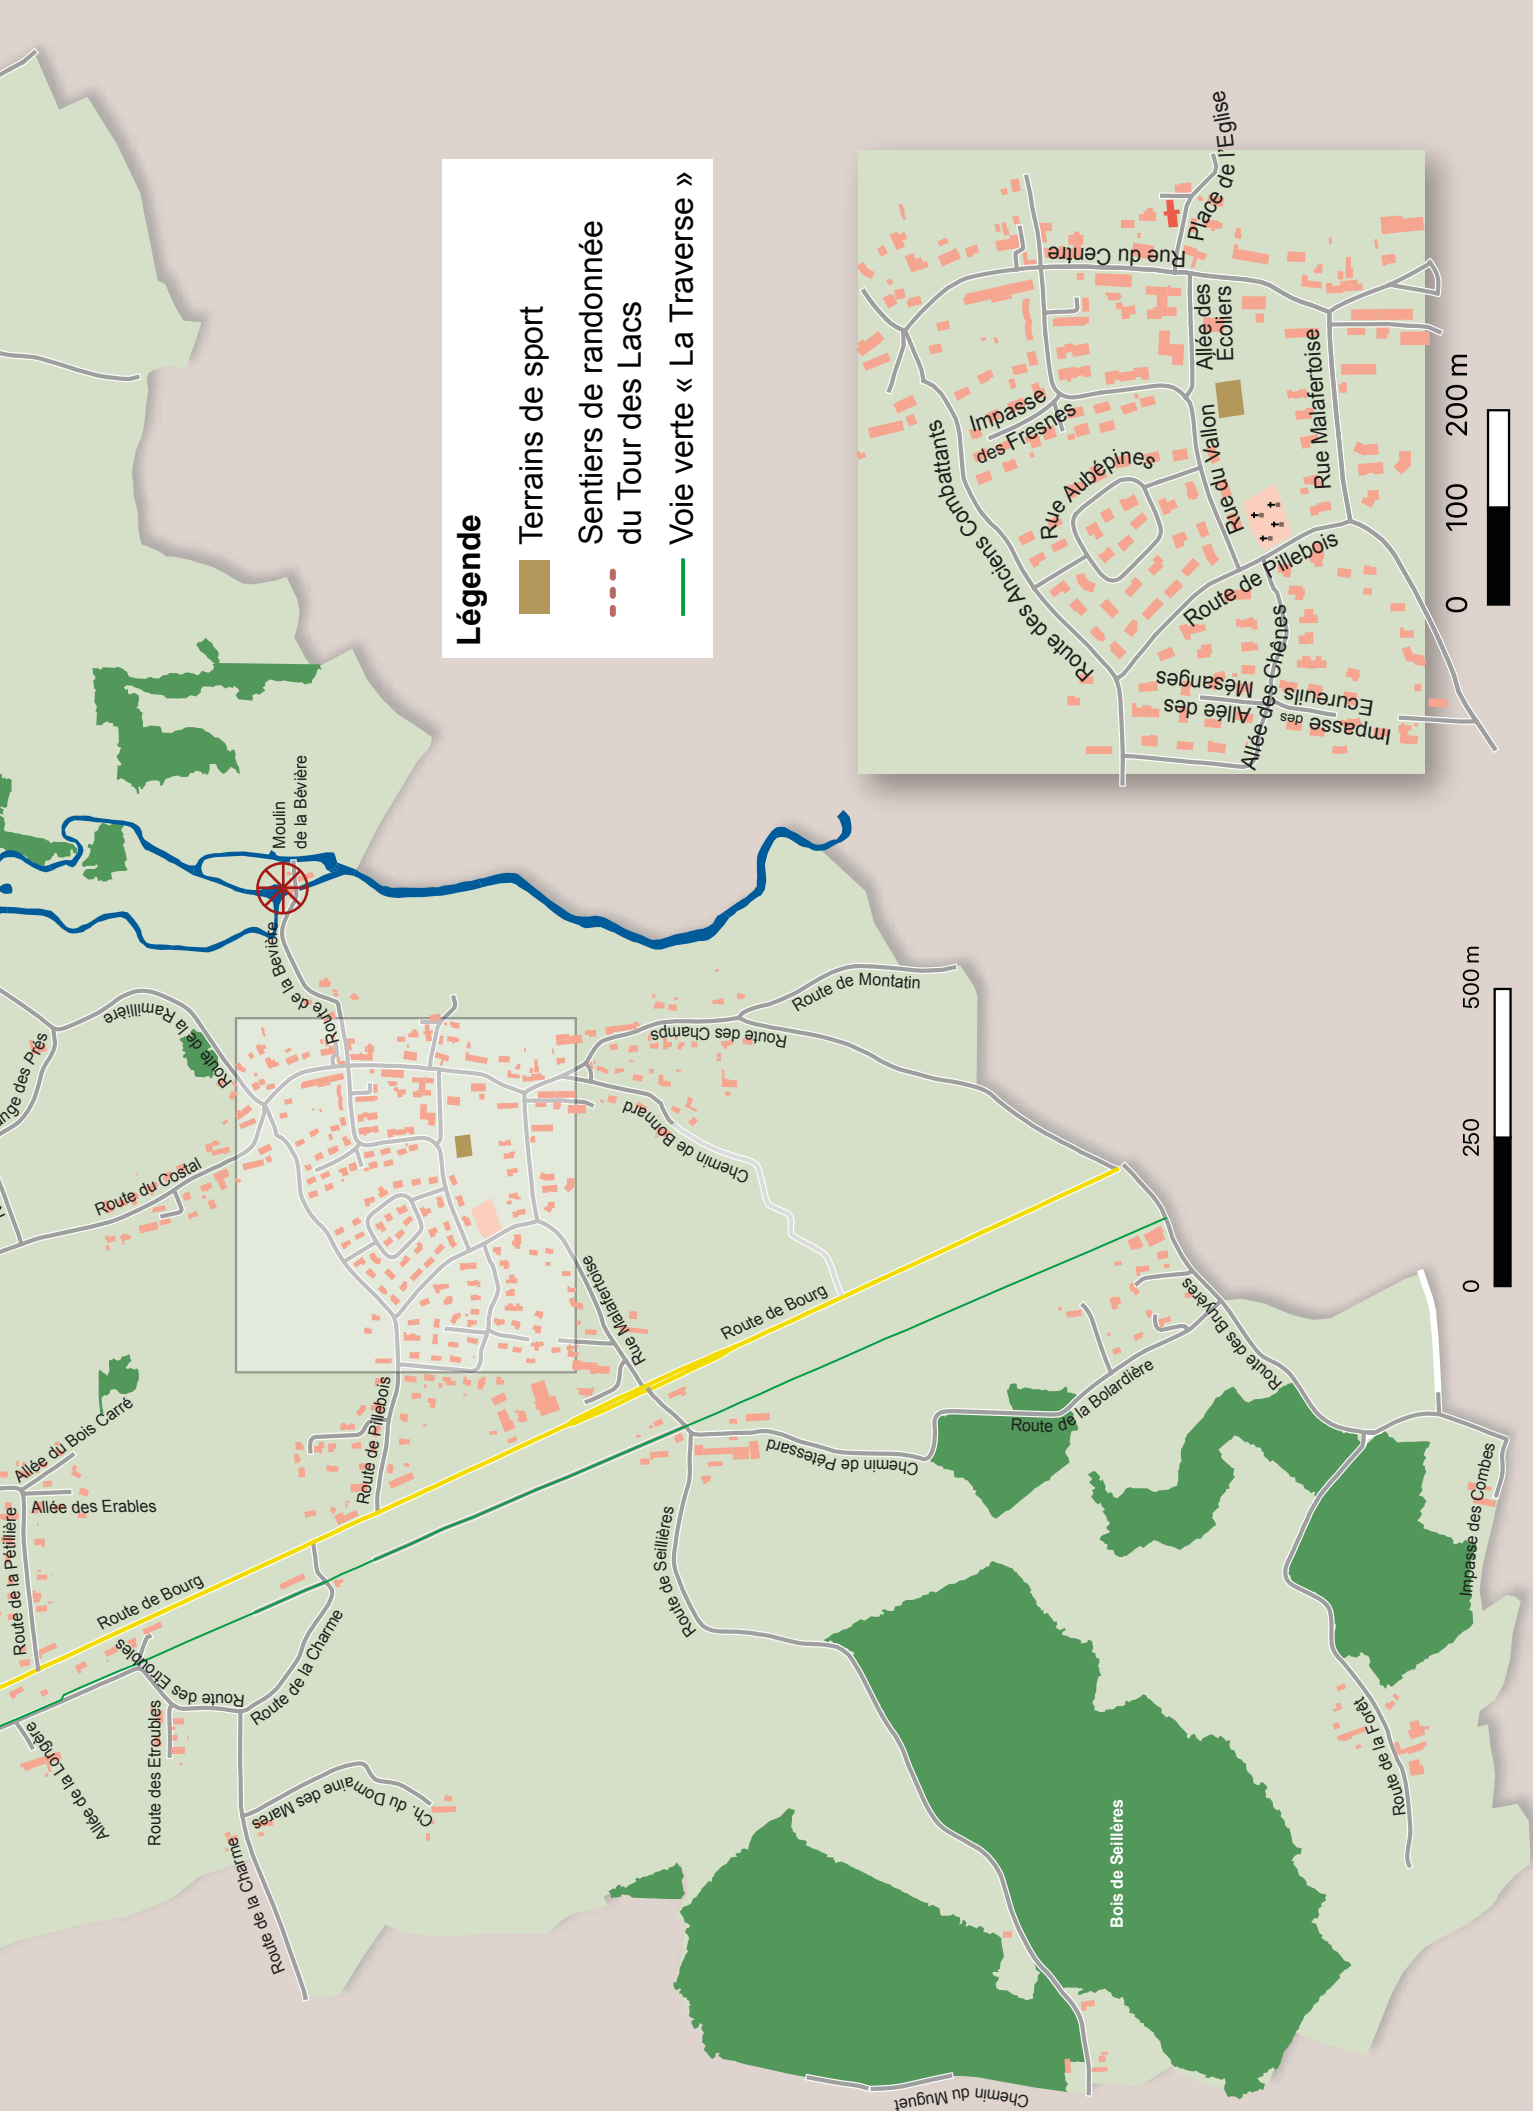 Légende
Terrains de sport
Sentiers de randonnée
du Tour des Lacs
Voie verte « La Traverse »
Moulin
de la Bévière
Route de la Bévière
Route de la Ramillière
Route du Costal
Allée du Bois Carré
Allée des Erables
Route de la Pétillière
Route de Bourg
Route de Pillebois
Route des Etroubles
Route des Etroubles
Route de la Charme
Allée de la Longère
Ch. du Domaine des Mares
Route de la Charme
Route de Montatin
Route des Champs
Chemin de Bonnard
Rue Malafertoise
Route de Bourg
Chemin de Pétessard
Route de Seillières
Route de la Bolardière
Route des Bruyères
Impasse des Combes
Route de la Forêt
Bois de Seillères
Chemin du Muguet
Place de l'Eglise
Rue du Centre
Allée des
Écoliers
Impasse
des Fresnes
Rue Aubépines
Rue du Vallon
Rue Malafertoise
Route des Anciens Combattants
Route de Pillebois
Allée des Chênes
Allée des
Mésanges
Impasse des
Ecureuils
0 100 200 m
0 250 500 m